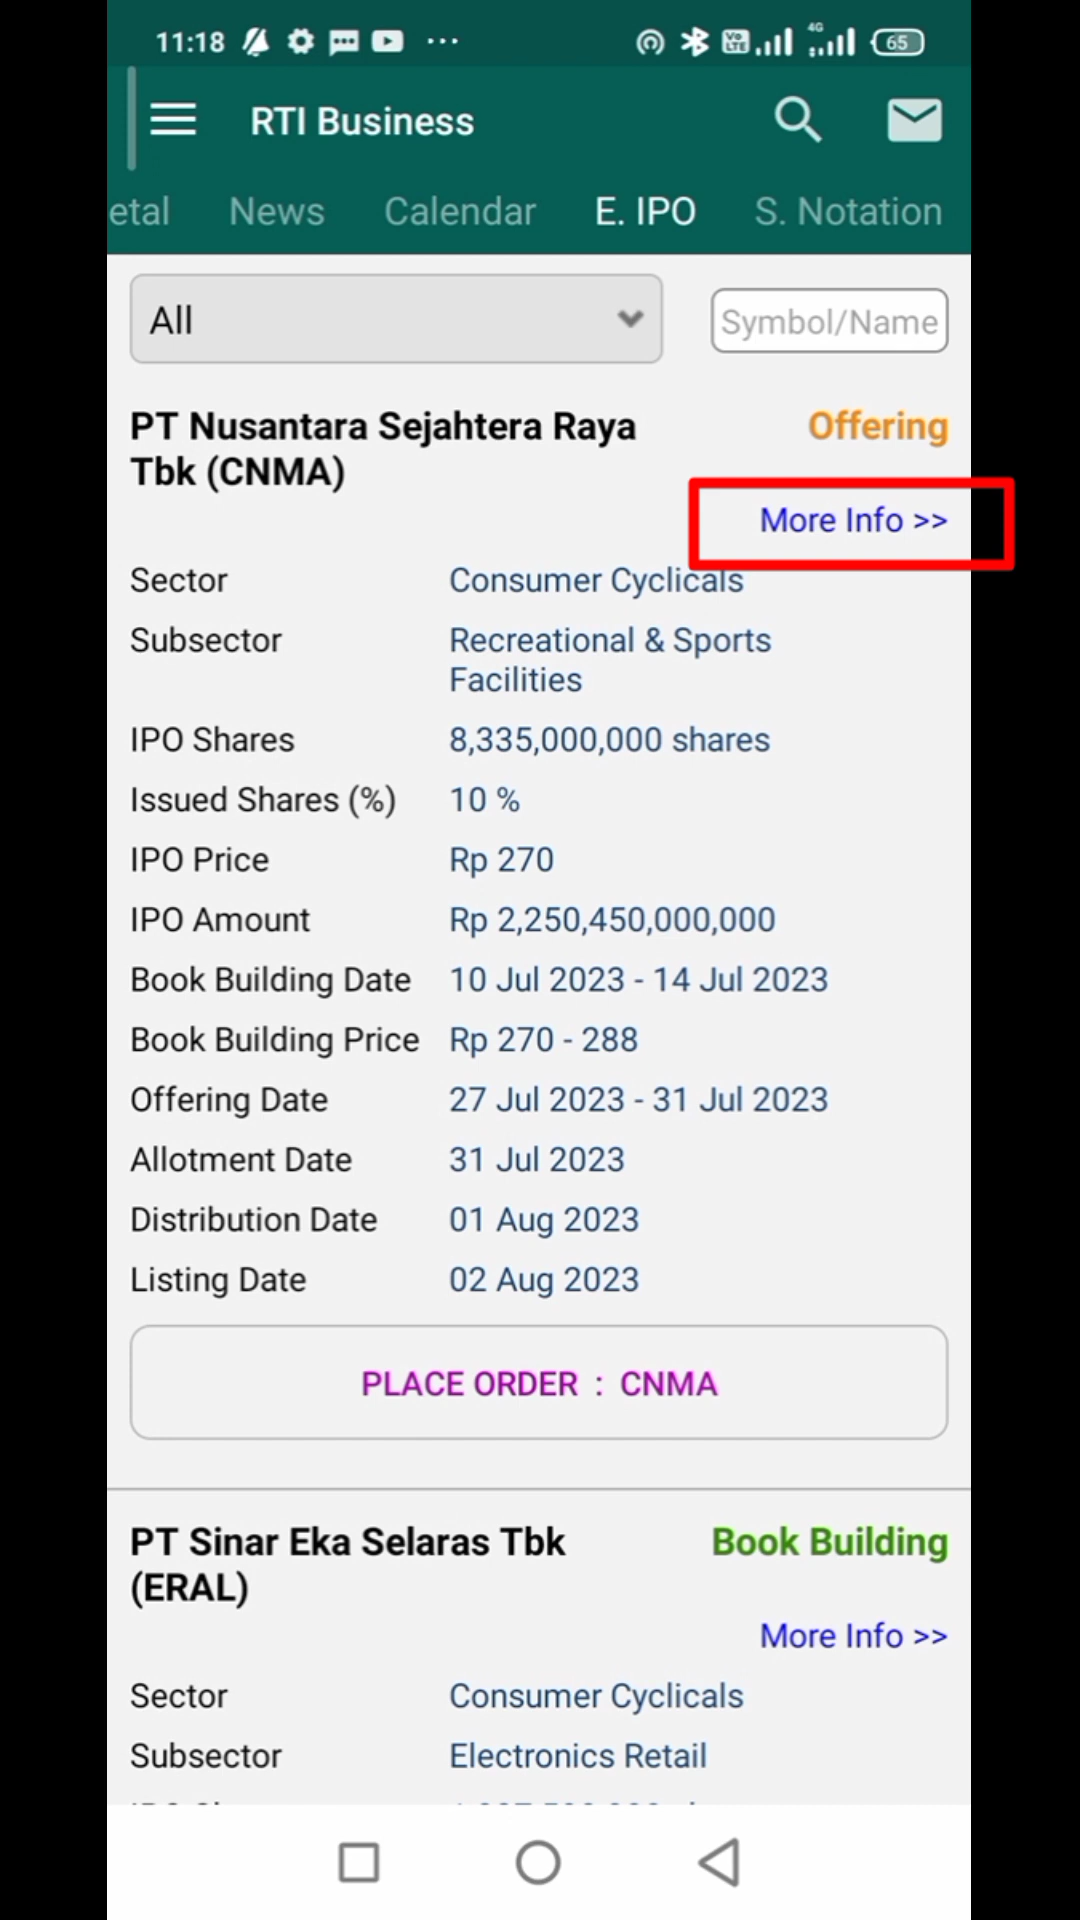 11:18 ... Vo LTE 4G 65
RTI Business
etal News Calendar E. IPO S. Notation
All Symbol/Name
PT Nusantara Sejahtera Raya Offering
Tbk (CNMA)
More Info >>
Sector Consumer Cyclicals
Subsector Recreational & Sports
Facilities
IPO Shares 8,335,000,000 shares
Issued Shares (%) 10 %
IPO Price Rp 270
IPO Amount Rp 2,250,450,000,000
Book Building Date 10 Jul 2023 - 14 Jul 2023
Book Building Price Rp 270 - 288
Offering Date 27 Jul 2023 - 31 Jul 2023
Allotment Date 31 Jul 2023
Distribution Date 01 Aug 2023
Listing Date 02 Aug 2023
PLACE ORDER : CNMA
PT Sinar Eka Selaras Tbk Book Building
(ERAL)
More Info >>
Sector Consumer Cyclicals
Subsector Electronics Retail